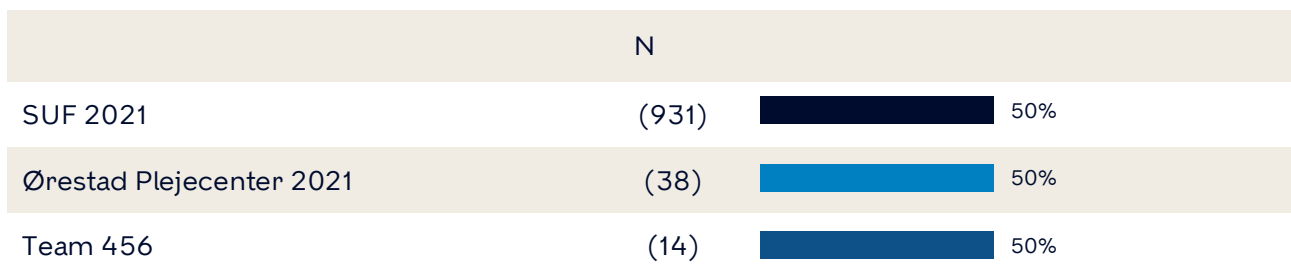 N
SUF 2021 (931) 50%
Ørestad Plejecenter 2021 (38) 50%
Team 456 (14) 50%